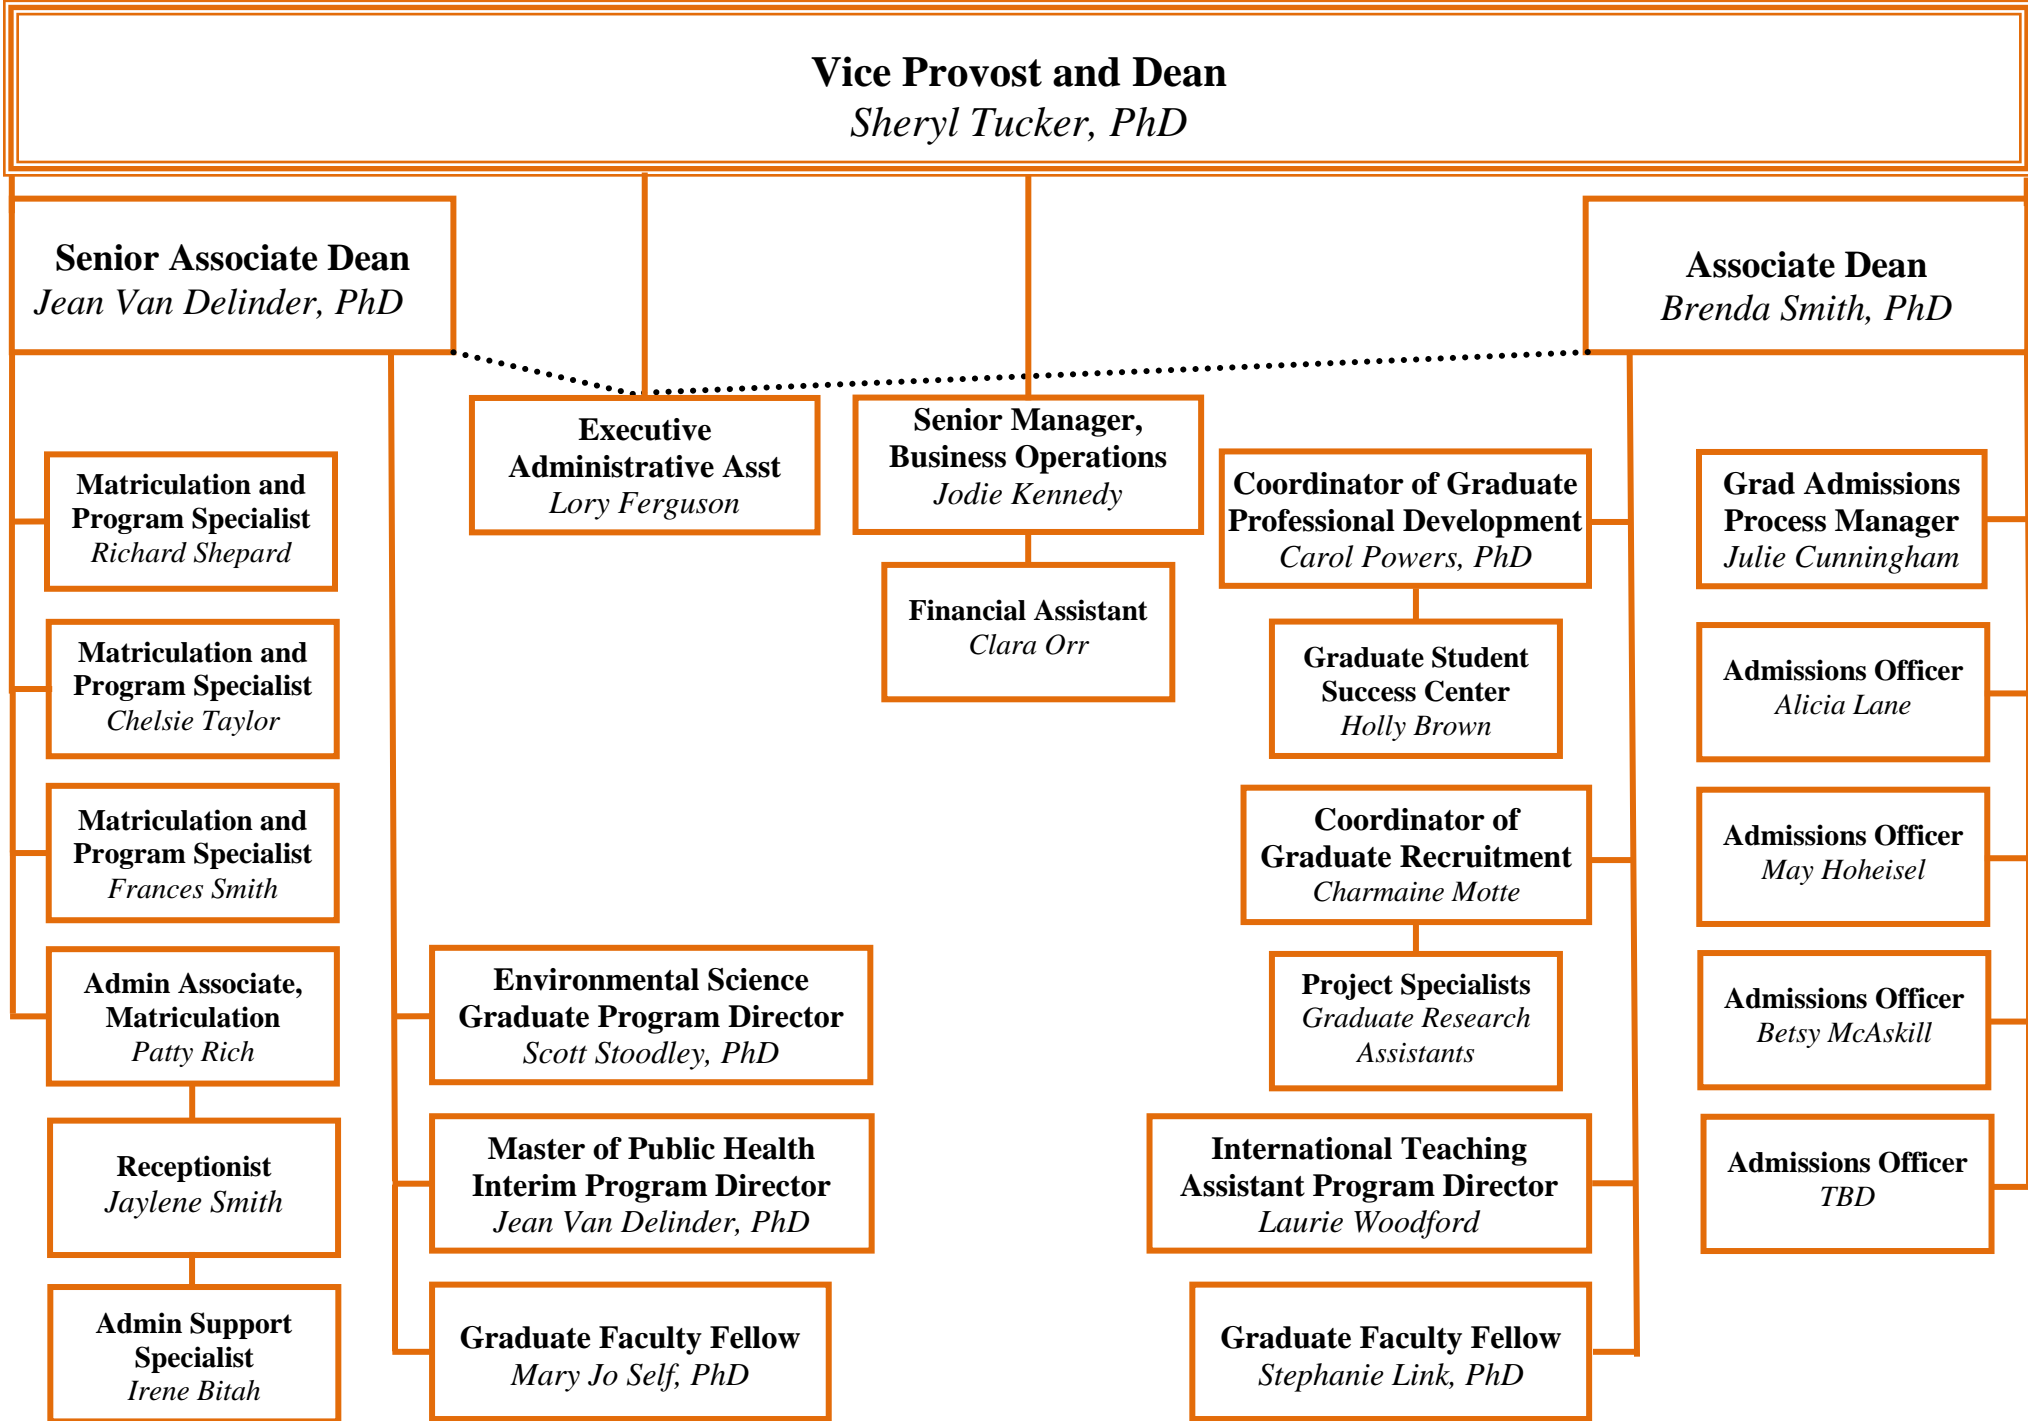 Vice Provost and Dean
Sheryl Tucker, PhD
Senior Associate Dean
Jean Van Delinder, PhD
Associate Dean
Brenda Smith, PhD
Executive
Administrative Asst
Lory Ferguson
Senior Manager,
Business Operations
Jodie Kennedy
Financial Assistant
Clara Orr
Matriculation and
Program Specialist
Richard Shepard
Matriculation and
Program Specialist
Chelsie Taylor
Matriculation and
Program Specialist
Frances Smith
Admin Associate,
Matriculation
Patty Rich
Receptionist
Jaylene Smith
Admin Support
Specialist
Irene Bitah
Environmental Science
Graduate Program Director
Scott Stoodley, PhD
Master of Public Health
Interim Program Director
Jean Van Delinder, PhD
Graduate Faculty Fellow
Mary Jo Self, PhD
Coordinator of Graduate
Professional Development
Carol Powers, PhD
Graduate Student
Success Center
Holly Brown
Coordinator of
Graduate Recruitment
Charmaine Motte
Project Specialists
Graduate Research
Assistants
International Teaching
Assistant Program Director
Laurie Woodford
Graduate Faculty Fellow
Stephanie Link, PhD
Grad Admissions
Process Manager
Julie Cunningham
Admissions Officer
Alicia Lane
Admissions Officer
May Hoheisel
Admissions Officer
Betsy McAskill
Admissions Officer
TBD